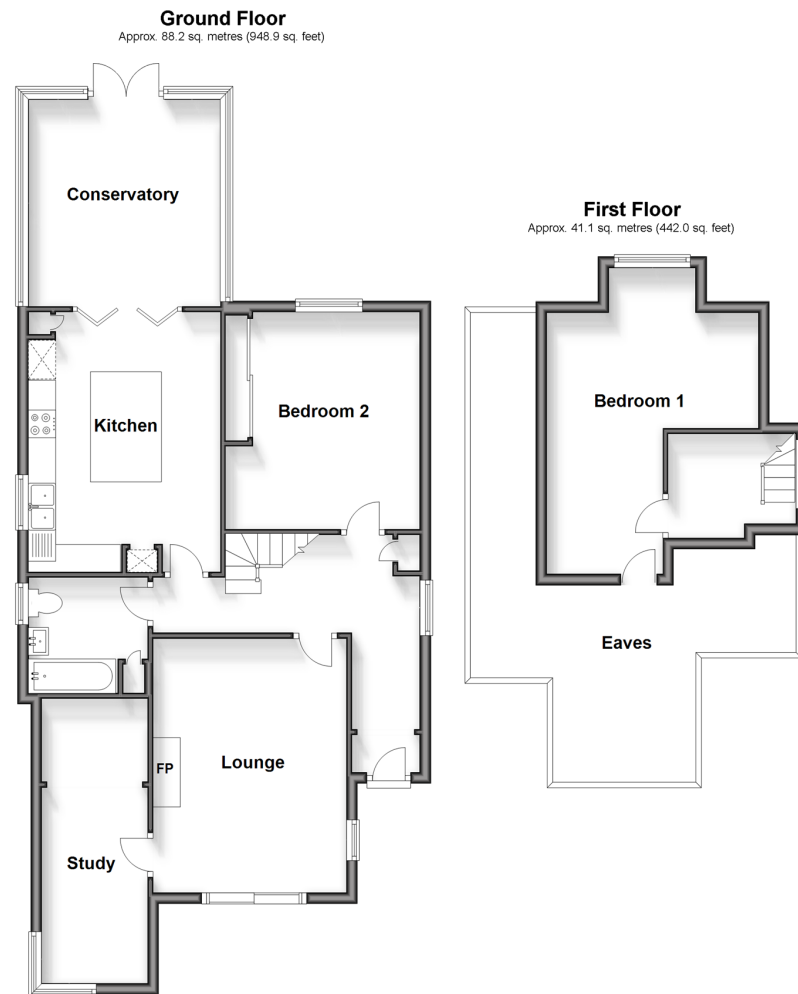 Ground Floor
Approx. 88.2 sq. metres (948.9 sq. feet)
Conservatory
First Floor
Approx. 41.1 sq. metres (442.0 sq. feet)
Kitchen
Bedroom 2
Bedroom 1
Eaves
FP
Lounge
Study